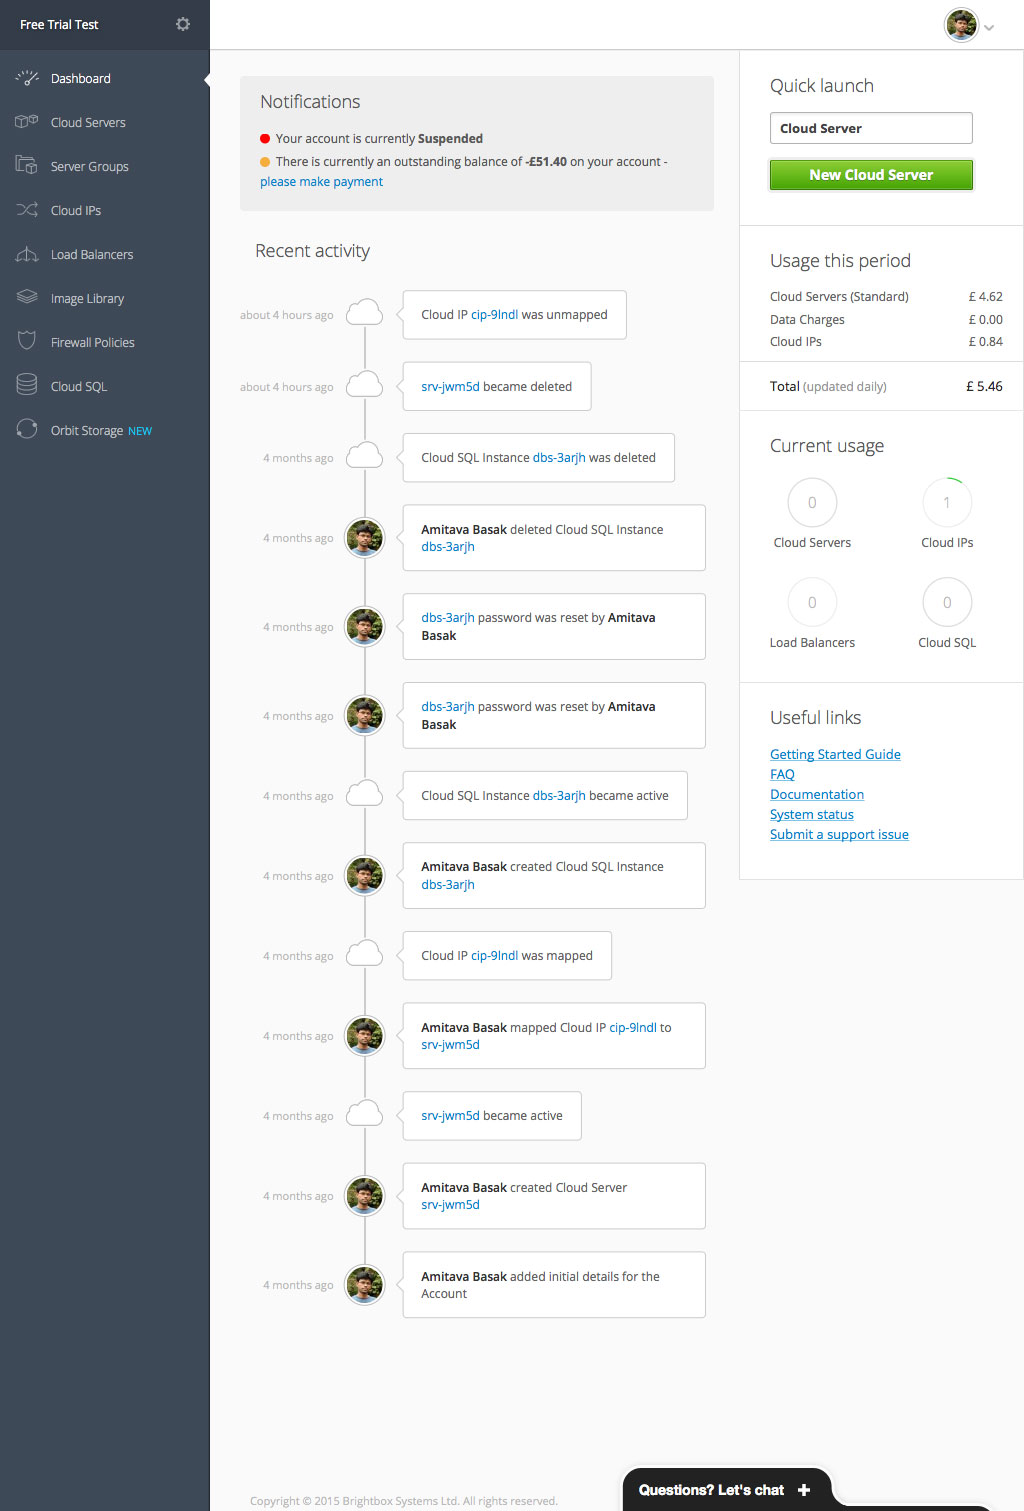 Free Trial Test
Dashboard
Cloud Servers
Server Groups
Cloud IPs
Load Balancers
Image Library
Firewall Policies
Cloud SQL
Orbit Storage NEW
Notifications
Your account is currently Suspended
There is currently an outstanding balance of -£51.40 on your account -
please make payment
Recent activity
about 4 hours ago
Cloud IP cip-9lndl was unmapped
about 4 hours ago
srv-jwm5d became deleted
4 months ago
Cloud SQL Instance dbs-3arjh was deleted
4 months ago
Amitava Basak deleted Cloud SQL Instance
dbs-3arjh
4 months ago
dbs-3arjh password was reset by Amitava
Basak
4 months ago
dbs-3arjh password was reset by Amitava
Basak
4 months ago
Cloud SQL Instance dbs-3arjh became active
4 months ago
Amitava Basak created Cloud SQL Instance
dbs-3arjh
4 months ago
Cloud IP cip-9lndl was mapped
4 months ago
Amitava Basak mapped Cloud IP cip-9lndl to
srv-jwm5d
4 months ago
srv-jwm5d became active
4 months ago
Amitava Basak created Cloud Server
srv-jwm5d
4 months ago
Amitava Basak added initial details for the
Account
Quick launch
Cloud Server
New Cloud Server
Usage this period
Cloud Servers (Standard) £ 4.62
Data Charges £ 0.00
Cloud IPs £ 0.84
Total (updated daily) £ 5.46
Current usage
0
Cloud Servers
1
Cloud IPs
0
Load Balancers
0
Cloud SQL
Useful links
Getting Started Guide
FAQ
Documentation
System status
Submit a support issue
Copyright © 2015 Brightbox Systems Ltd. All rights reserved.
Questions? Let's chat +